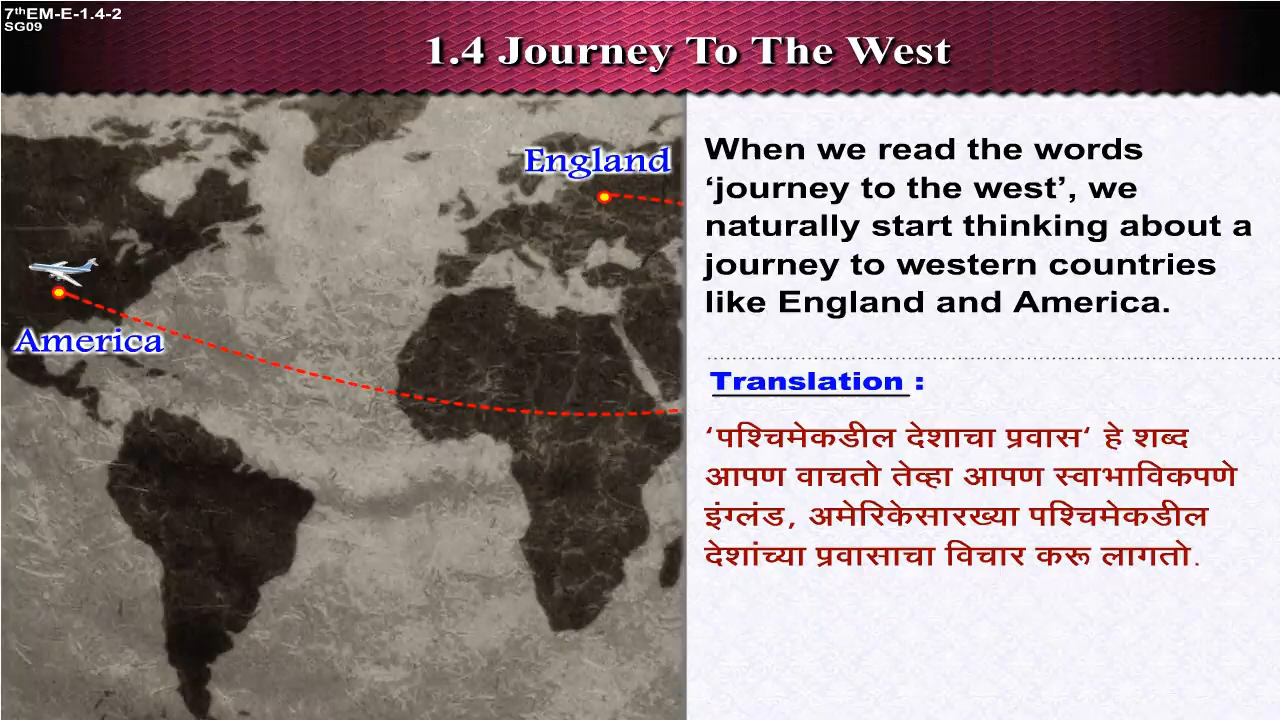 7thEM-E-1.4-2
SG09
1.4 Journey To The West
England
America
When we read the words
‘journey to the west’, we
naturally start thinking about a
journey to western countries
like England and America.
Translation :
‘पश्चिमेकडील देशाचा प्रवास‘ हे शब्द
आपण वाचतो तेव्हा आपण स्वाभाविकपणे
इंग्लंड, अमेरिकेसारख्या पश्चिमेकडील
देशांच्या प्रवासाचा विचार करू लागतो.